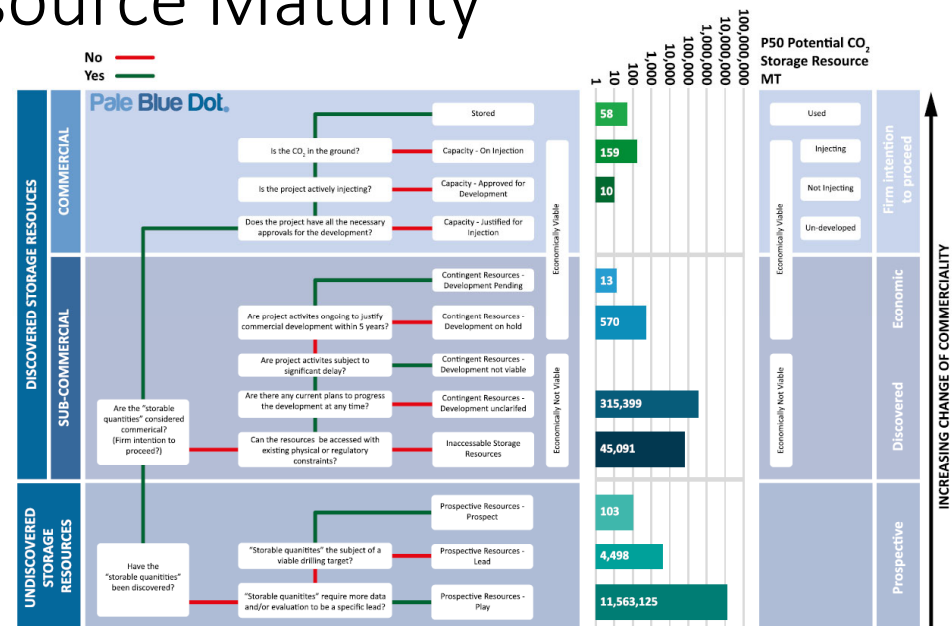 source Maturity
No
Yes
Pale Blue Dot.
1
10
100
1,000
10,000
100,000
1,000,000
10,000,000
100,000,000
P50 Potential CO2
Storage Resource
MT
DISCOVERED STORAGE RESOUCES
COMMERCIAL
Stored
58
Used
Is the CO2 in the ground?
Capacity - On Injection
159
Injecting
Is the project actively injecting?
Capacity - Approved for
Development
10
Not Injecting
Does the project have all the necessary
approvals for the development?
Capacity - Justified for
Injection
Un-developed
Economically Viable
Economically Viable
Firm intention
to proceed
SUB-COMMERCIAL
Contingent Resources -
Development Pending
13
Are project activites ongoing to justify
commercial development within 5 years?
Contingent Resources -
Development on hold
570
Economic
Are project activites subject to
significant delay?
Contingent Resources -
Development not viable
Are there any current plans to progress
the development at any time?
Contingent Resources -
Development unclarifed
315,399
Are the "storable
quantities" considered
commerical?
(Firm intention to
proceed?)
Can the resources be accessed with
existing physical or regulatory
constraints?
Inaccessable Storage
Resources
45,091
Economically Not Viable
Economically Not Viable
Discovered
UNDISCOVERED
STORAGE
RESOURCES
Prospective Resources -
Prospect
103
Have the
"storable quantitities"
been discovered?
"Storable quanitites" the subject of a
viable drilling target?
Prospective Resources -
Lead
4,498
"Storable quanitites" require more data
and/or evaluation to be a specific lead?
Prospective Resources -
Play
11,563,125
Prospective
INCREASING CHANGE OF COMMERCIALITY